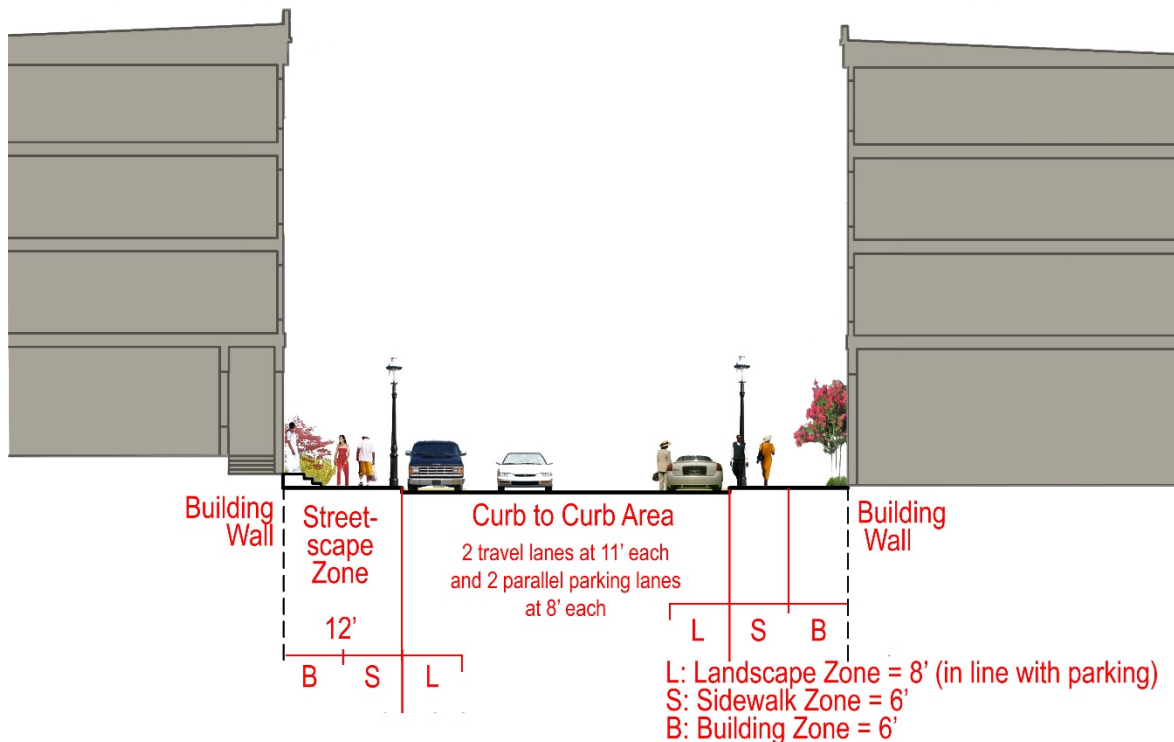 Building
Wall
Street-
scape
Zone
12’
B
S
L
Curb to Curb Area
2 travel lanes at 11’ each
and 2 parallel parking lanes
at 8’ each
Building
Wall
L
S
B
L: Landscape Zone = 8’ (in line with parking)
S: Sidewalk Zone = 6’
B: Building Zone = 6’